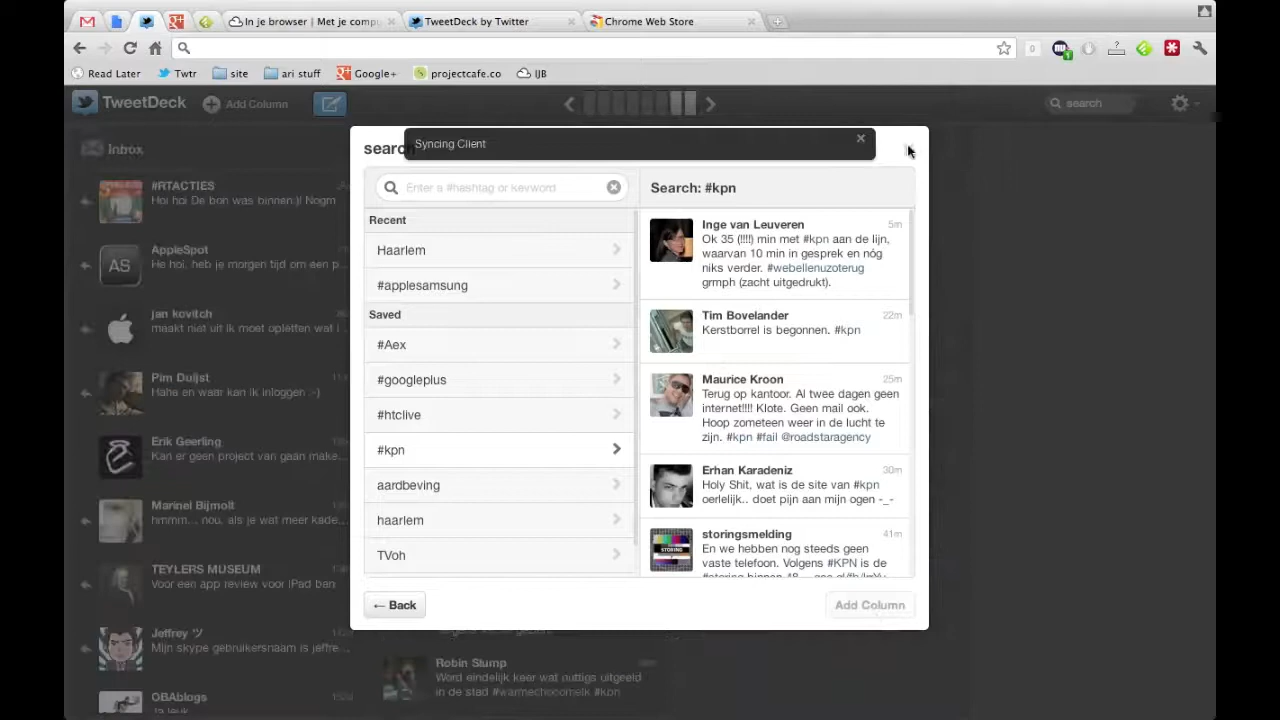 In je browser | Met je compu
TweetDeck by Twitter
Chrome Web Store
Read Later
Twtr
site
ari stuff
Google+
projectcafe.co
IJB
TweetDeck
Add Column
search
Inbox
#RTACTIES
Hoi hoi De bon was binnen:)! Nogm
AppleSpot
He hoi, heb je morgen tijd om een p...
AS
jan kovitch
maakt niet uit ik moet opletten wat i...
Pim Duijst
Hahe en waar kan ik inloggen :-)
Erik Geerling
Kan er geen project van gaan make...
Marinel Bijmolt
hmmm... nou, als je wat meer kade...
TEYLERS MUSEUM
Voor een app review voor iPad ben
Jeffrey ツ
Mijn skype gebruikersnaam is jeffre...
OBAblogs
Ja leuk
Syncing Client
Enter a #hashtag or keyword
Recent
Haarlem
#applesamsung
Saved
#Aex
#googleplus
#htclive
#kpn
aardbeving
haarlem
TVoh
Search: #kpn
Inge van Leuveren 5m
Ok 35 (!!!!) min met #kpn aan de lijn,
waarvan 10 min in gesprek en nóg
niks verder. #webellenuzoterug
grmph (zacht uitgedrukt).
Tim Bovelander 22m
Kerstborrel is begonnen. #kpn
Maurice Kroon 25m
Terug op kantoor. Al twee dagen geen
internet!!!! Klote. Geen mail ook.
Hoop zometeen weer in de lucht te
zijn. #kpn #fail @roadstaragency
Erhan Karadeniz 30m
Holy Shit, wat is de site van #kpn
oerlelijk.. doet pijn aan mijn ogen -_-
storingsmelding 41m
En we hebben nog steeds geen
vaste telefoon. Volgens #KPN is de
← Back
Add Column
Robin Slump
Word eindelijk keer wat nuttigs uitgeeld
in de stad #warmechocomelk #kpn